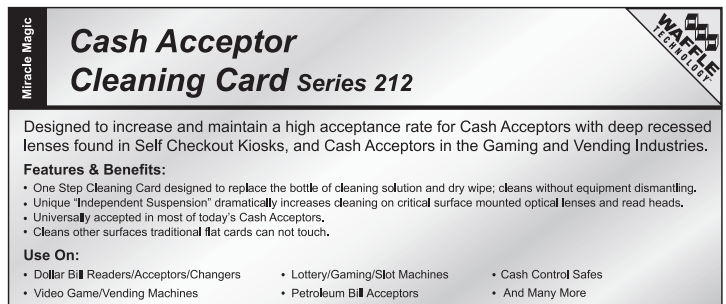 Miracle Magic
Cash Acceptor
Cleaning Card Series 212
WAFFLE
TECHNOLOGY™
Designed to increase and maintain a high acceptance rate for Cash Acceptors with deep recessed
lenses found in Self Checkout Kiosks, and Cash Acceptors in the Gaming and Vending Industries.
Features & Benefits:
• One Step Cleaning Card designed to replace the bottle of cleaning solution and dry wipe; cleans without equipment dismantling.
• Unique “Independent Suspension” dramatically increases cleaning on critical surface mounted optical lenses and read heads.
• Universally accepted in most of today’s Cash Acceptors.
• Cleans other surfaces traditional flat cards can not touch.
Use On:
• Dollar Bill Readers/Acceptors/Changers • Lottery/Gaming/Slot Machines • Cash Control Safes
• Video Game/Vending Machines • Petroleum Bill Acceptors • And Many More